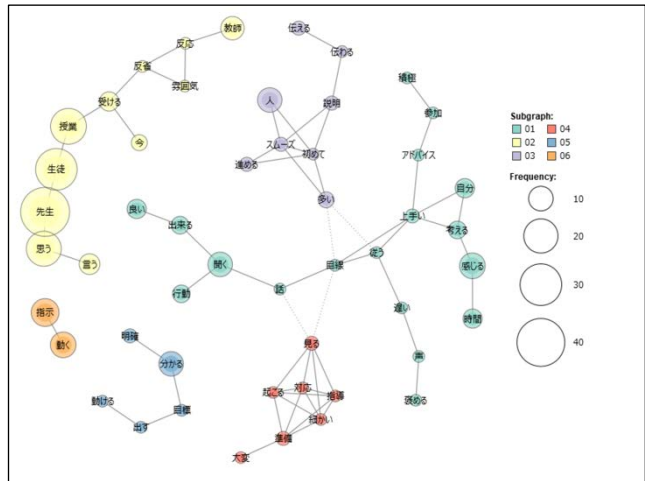 教師
反応
反省
雰囲気
受ける
授業
今
生徒
先生
思う
言う
伝える
伝わる
説明
人
スムーズ
初めて
進める
多い
積極
参加
アドバイス
自分
上手い
考える
感じる
時間
良い
出来る
聞く
行動
話
目線
従う
違い
声
褒める
指示
動く
明確
分かる
目標
動ける
出す
見る
起こる
対応
指導
細かい
準備
大変
Subgraph:
01 04
02 05
03 06
Frequency:
10
20
30
40